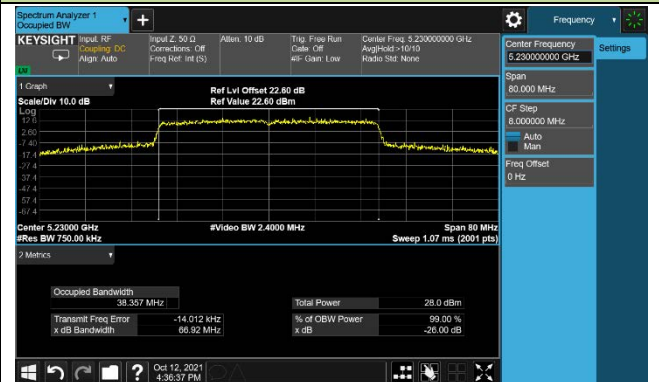 Spectrum Analyzer 1
Occupied BW
Frequency
KEYSIGHT
Input: RF
Coupling: DC
Align: Auto
Input Z: 50 Ω
Corrections: Off
Freq Ref: Int (S)
Atten: 10 dB
Trig: Free Run
Gate: Off
#IF Gain: Low
Center Freq: 5.230000000 GHz
Avg|Hold:>10/10
Radio Std: None
Center Frequency
5.230000000 GHz
Settings
Span
80.000 MHz
CF Step
8.000000 MHz
Auto
Man
Freq Offset
0 Hz
1 Graph
Scale/Div 10.0 dB
Ref Lvl Offset 22.60 dB
Ref Value 22.60 dBm
Log
12.6
2.60
-7.40
-17.4
-27.4
-37.4
-47.4
-57.4
-67.4
Center 5.23000 GHz
#Res BW 750.00 kHz
#Video BW 2.4000 MHz
Span 80 MHz
Sweep 1.07 ms (2001 pts)
2 Metrics
Occupied Bandwidth
38.357 MHz
Total Power 28.0 dBm
Transmit Freq Error -14.012 kHz
% of OBW Power 99.00 %
x dB Bandwidth 66.92 MHz
x dB -26.00 dB
Oct 12, 2021
4:36:37 PM